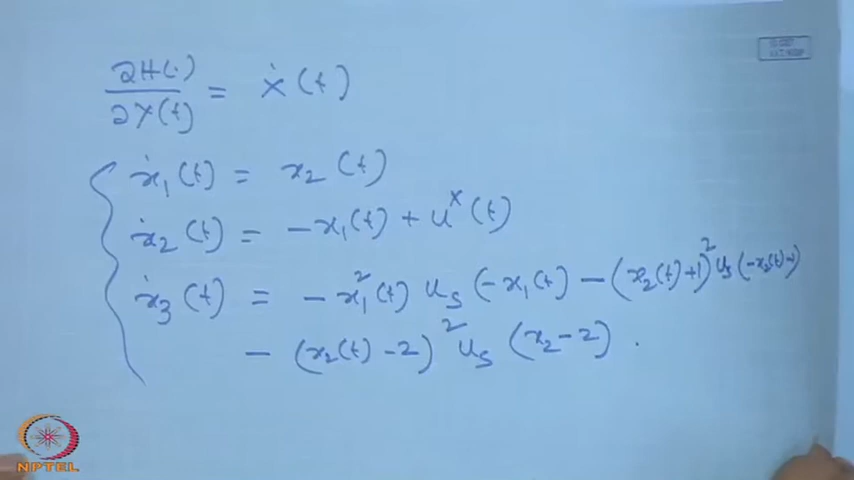 ∂H(.)/∂λ(t) = ẋ(t)
ẋ₁(t) = x₂(t)
ẋ₂(t) = -x₁(t) + u*(t)
ẋ₃(t) = -x₁²(t) u_s(-x₁(t)) - (x₂(t)+1)² u_s(-x₂(t)-1)
- (x₂(t) - 2)² u_s(x₂ - 2) .
NPTEL